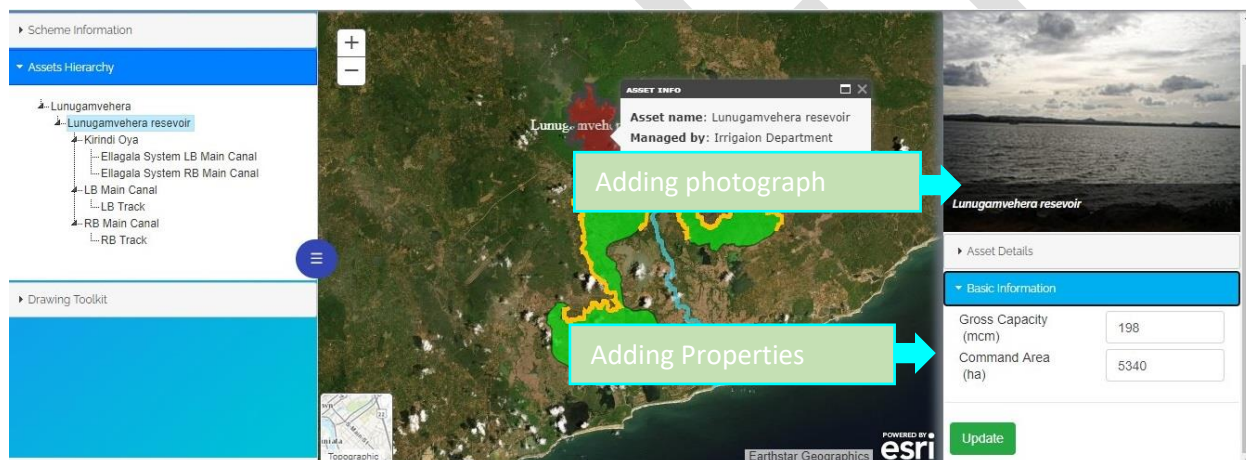 Scheme Information
Assets Hierarchy
Lunugamvehera
Lunugamvehera resevoir
Kirindi Oya
Ellagala System LB Main Canal
Ellagala System RB Main Canal
LB Main Canal
LB Track
RB Main Canal
RB Track
Drawing Toolkit
+
−
ASSET INFO
Asset name: Lunugamvehera resevoir
Managed by: Irrigaion Department
Adding photograph
Adding Properties
Topographic
Earthstar Geographics
POWERED BY
esri
Lunugamvehera resevoir
Asset Details
Basic Information
Gross Capacity
(mcm)
198
Command Area
(ha)
5340
Update